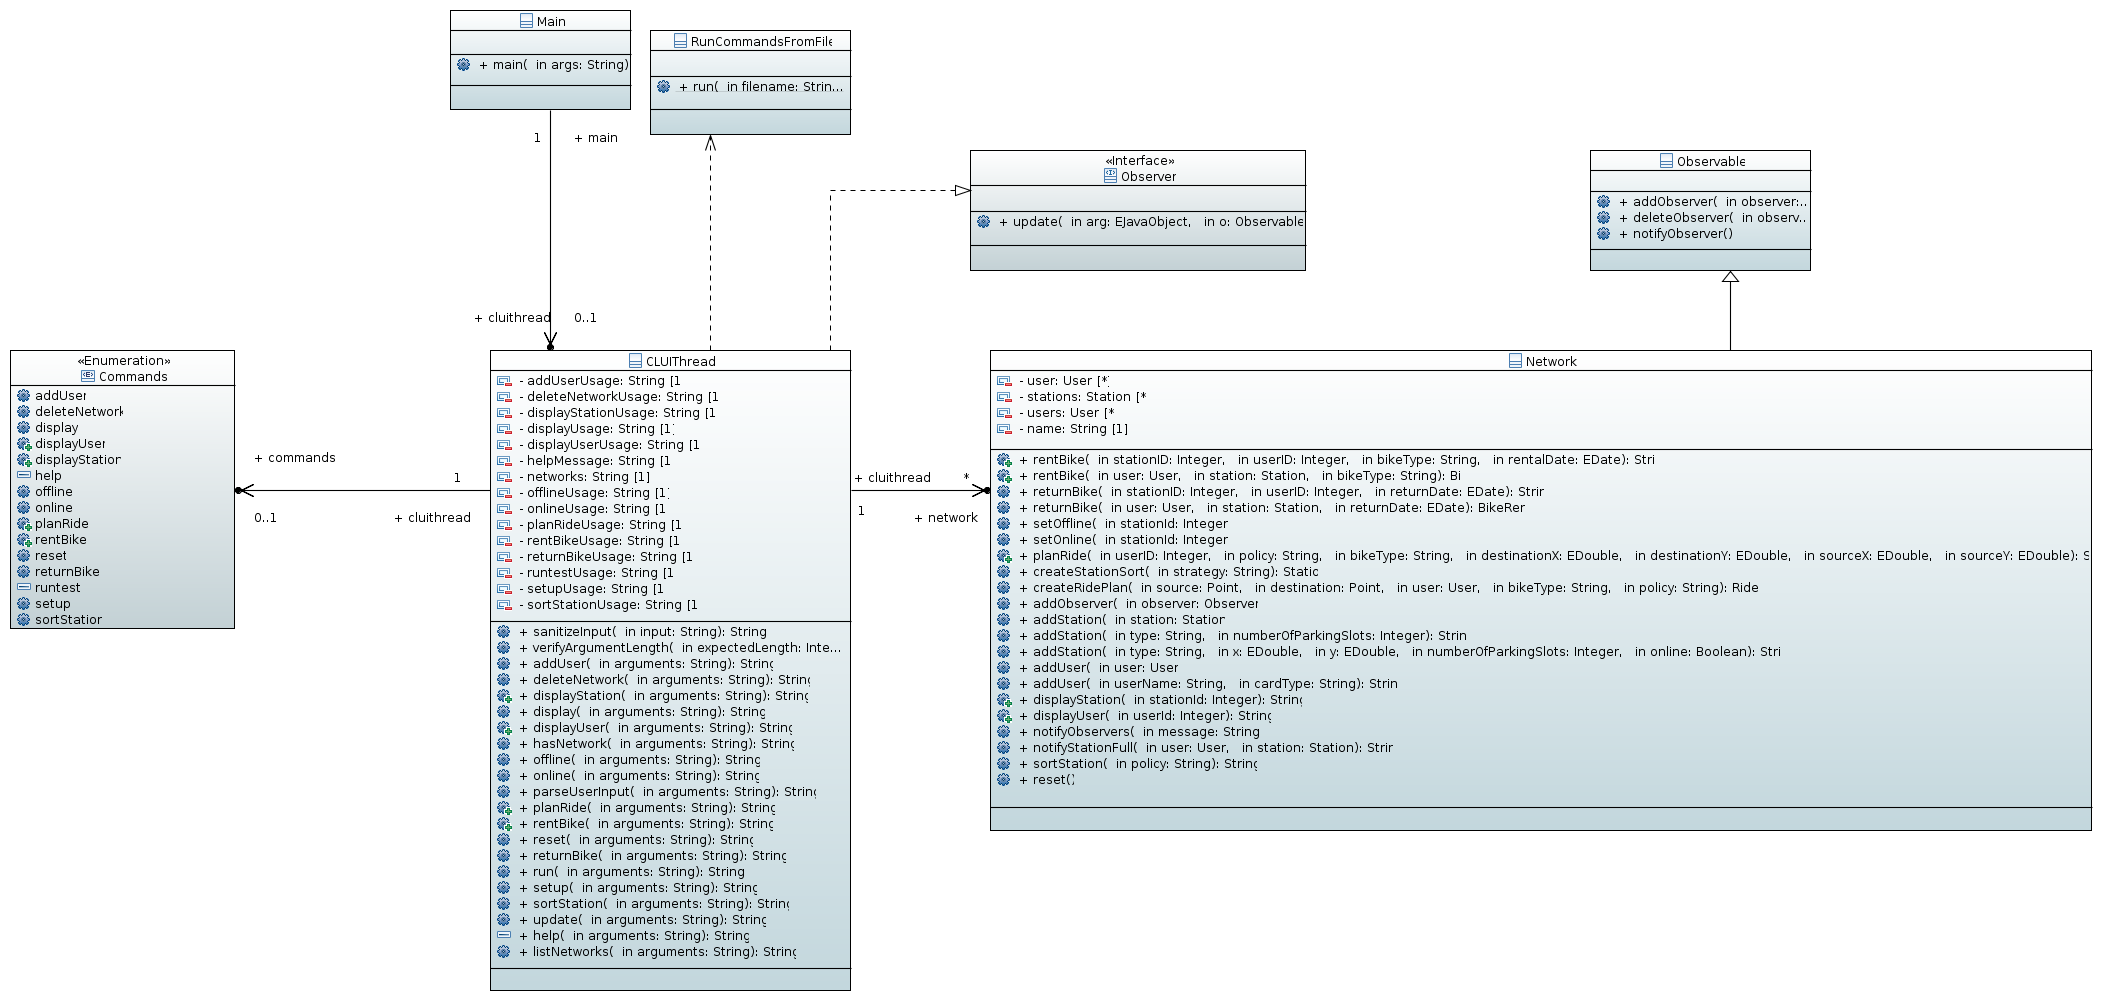 Main
+ main(  in args: String)
RunCommandsFromFile
+ run(  in filename: Strin...
1
+ main
+ cluithread
0..1
«Interface»
Observer
+ update(  in arg: EJavaObject,   in o: Observable
Observable
+ addObserver(  in observer:..
+ deleteObserver(  in observ..
+ notifyObserver()
«Enumeration»
Commands
addUser
deleteNetwork
display
displayUser
displayStation
help
offline
online
planRide
rentBike
reset
returnBike
runtest
setup
sortStation
+ commands
1
0..1
+ cluithread
CLUIThread
- addUserUsage: String [1
- deleteNetworkUsage: String [1
- displayStationUsage: String [1
- displayUsage: String [1]
- displayUserUsage: String [1
- helpMessage: String [1
- networks: String [1]
- offlineUsage: String [1]
- onlineUsage: String [1
- planRideUsage: String [1
- rentBikeUsage: String [1
- returnBikeUsage: String [1
- runtestUsage: String [1
- setupUsage: String [1
- sortStationUsage: String [1
+ sanitizeInput(  in input: String): String
+ verifyArgumentLength(  in expectedLength: Inte...
+ addUser(  in arguments: String): String
+ deleteNetwork(  in arguments: String): String
+ displayStation(  in arguments: String): String
+ display(  in arguments: String): String
+ displayUser(  in arguments: String): String
+ hasNetwork(  in arguments: String): String
+ offline(  in arguments: String): String
+ online(  in arguments: String): String
+ parseUserInput(  in arguments: String): String
+ planRide(  in arguments: String): String
+ rentBike(  in arguments: String): String
+ reset(  in arguments: String): String
+ returnBike(  in arguments: String): String
+ run(  in arguments: String): String
+ setup(  in arguments: String): String
+ sortStation(  in arguments: String): String
+ update(  in arguments: String): String
+ help(  in arguments: String): String
+ listNetworks(  in arguments: String): String
+ cluithread
*
1
+ network
Network
- user: User [*]
- stations: Station [*
- users: User [*
- name: String [1]
+ rentBike(  in stationID: Integer,   in userID: Integer,   in bikeType: String,   in rentalDate: EDate): Stri
+ rentBike(  in user: User,   in station: Station,   in bikeType: String): Bi
+ returnBike(  in stationID: Integer,   in userID: Integer,   in returnDate: EDate): Strin
+ returnBike(  in user: User,   in station: Station,   in returnDate: EDate): BikeRer
+ setOffline(  in stationId: Integer
+ setOnline(  in stationId: Integer
+ planRide(  in userID: Integer,   in policy: String,   in bikeType: String,   in destinationX: EDouble,   in destinationY: EDouble,   in sourceX: EDouble,   in sourceY: EDouble): S
+ createStationSort(  in strategy: String): Static
+ createRidePlan(  in source: Point,   in destination: Point,   in user: User,   in bikeType: String,   in policy: String): Ride
+ addObserver(  in observer: Observer
+ addStation(  in station: Station
+ addStation(  in type: String,   in numberOfParkingSlots: Integer): Strin
+ addStation(  in type: String,   in x: EDouble,   in y: EDouble,   in numberOfParkingSlots: Integer,   in online: Boolean): Stri
+ addUser(  in user: User
+ addUser(  in userName: String,   in cardType: String): Strin
+ displayStation(  in stationId: Integer): String
+ displayUser(  in userId: Integer): String
+ notifyObservers(  in message: String
+ notifyStationFull(  in user: User,   in station: Station): Strin
+ sortStation(  in policy: String): String
+ reset()